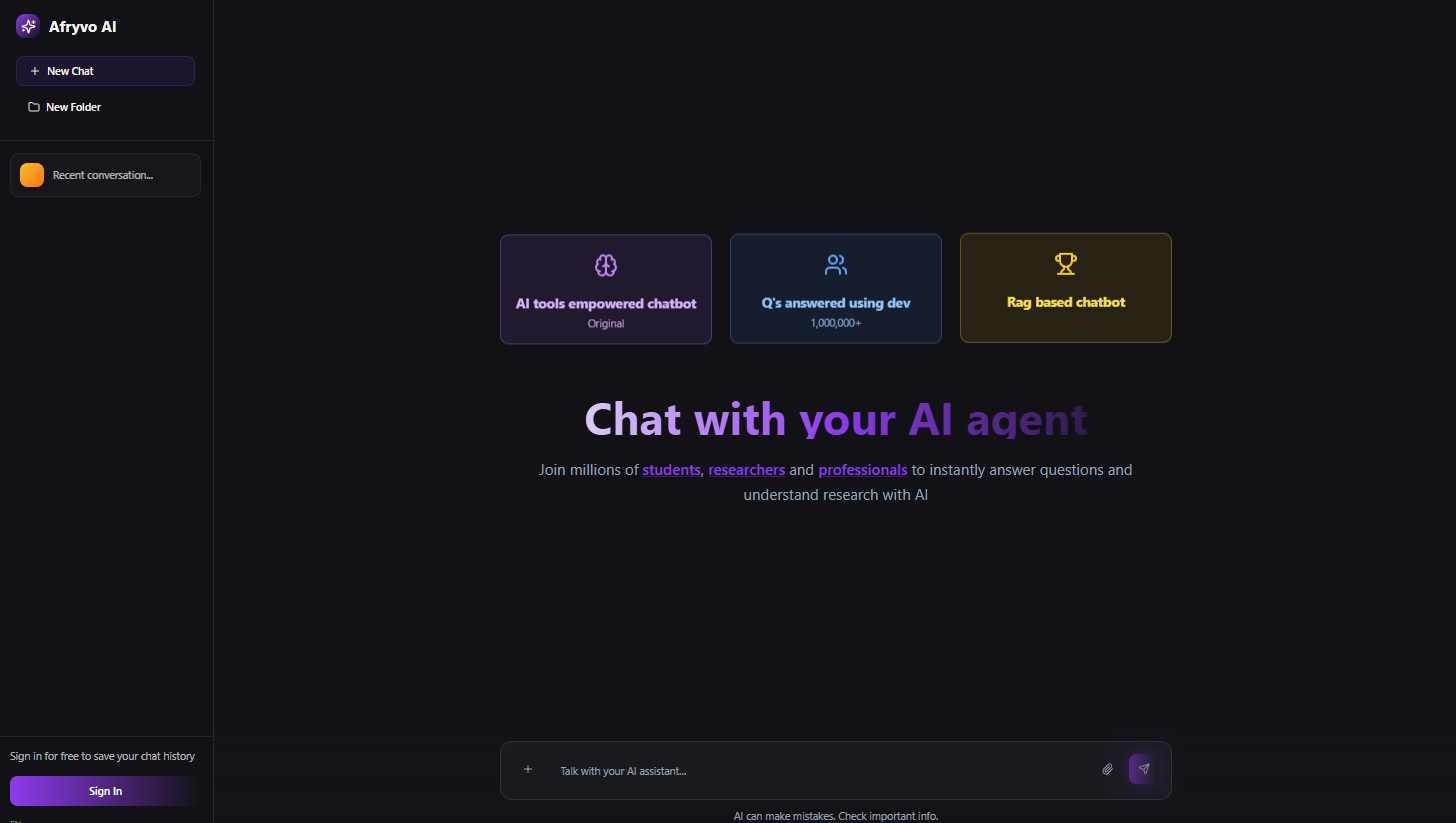 Afryvo AI
New Chat
New Folder
Recent conversation...
AI tools empowered chatbot
Original
Q's answered using dev
1,000,000+
Rag based chatbot
Chat with your AI agent
Join millions of students, researchers and professionals to instantly answer questions and
understand research with AI
Sign in for free to save your chat history
Sign In
Talk with your AI assistant...
AI can make mistakes. Check important info.